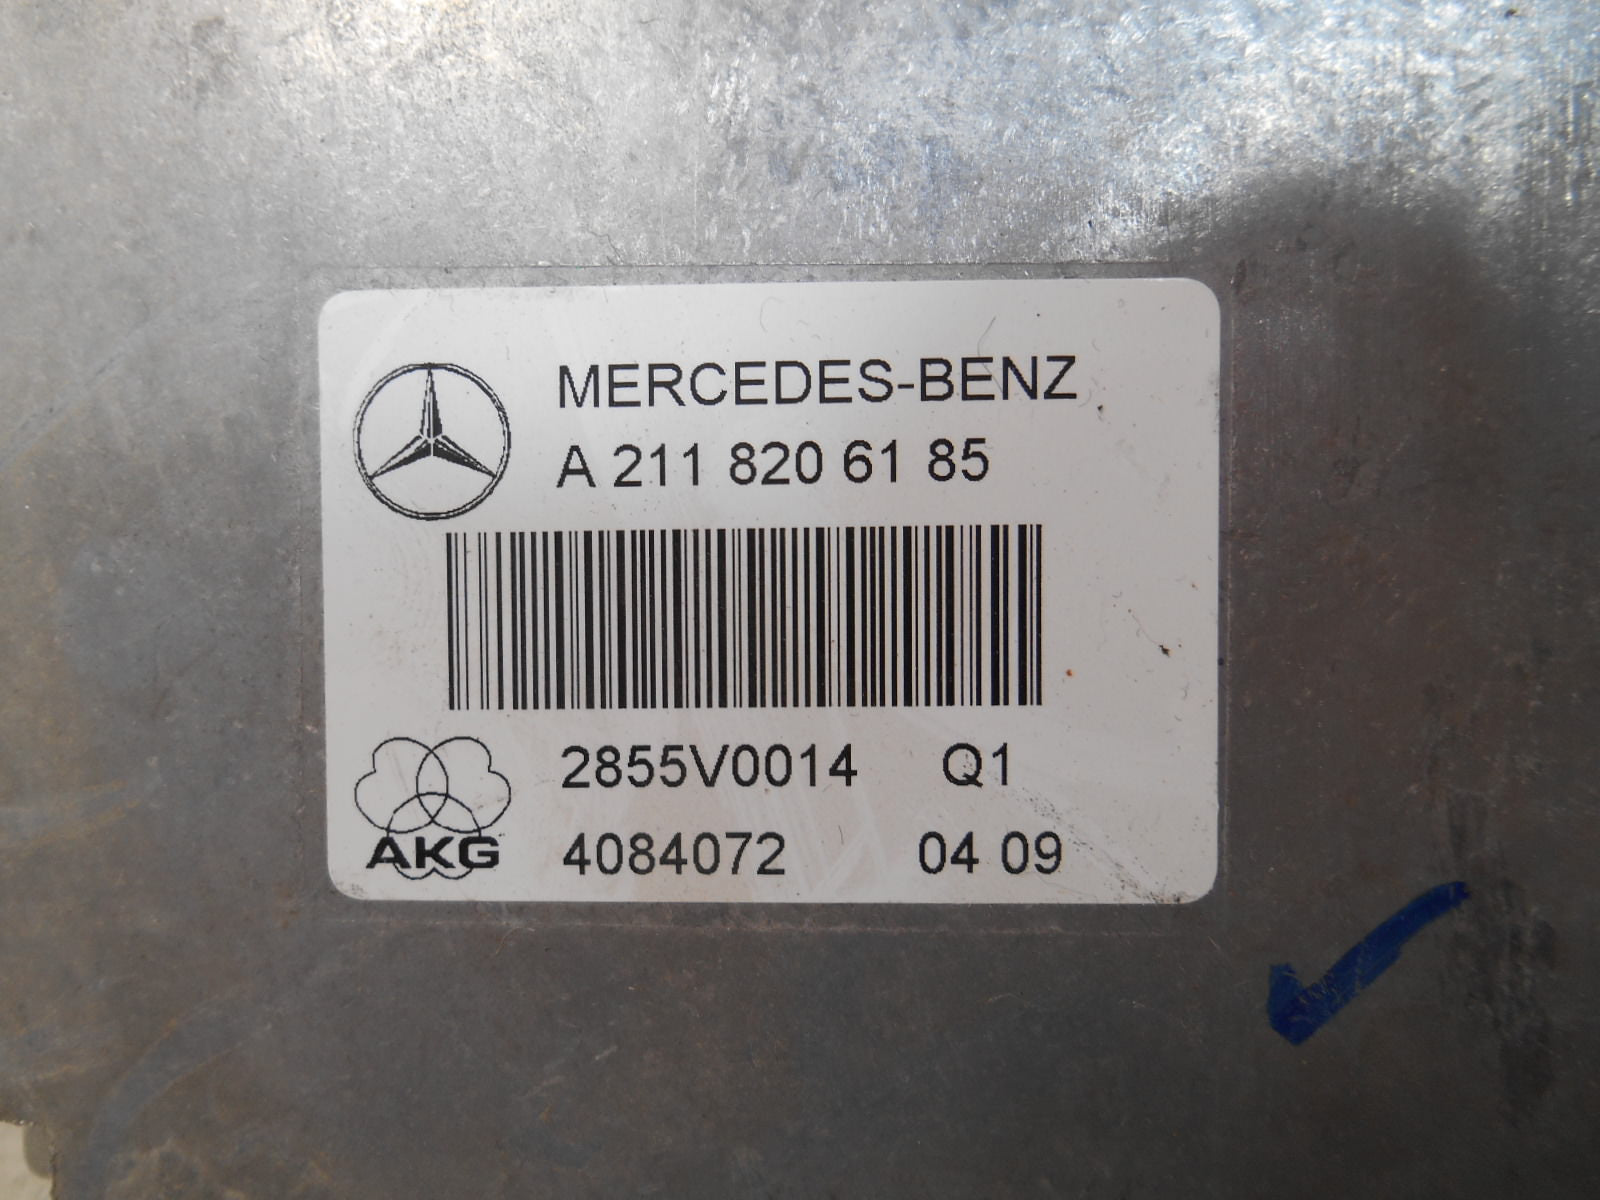 MERCEDES-BENZ
A 211 820 61 85
2855V0014 Q1
AKG 4084072 04 09